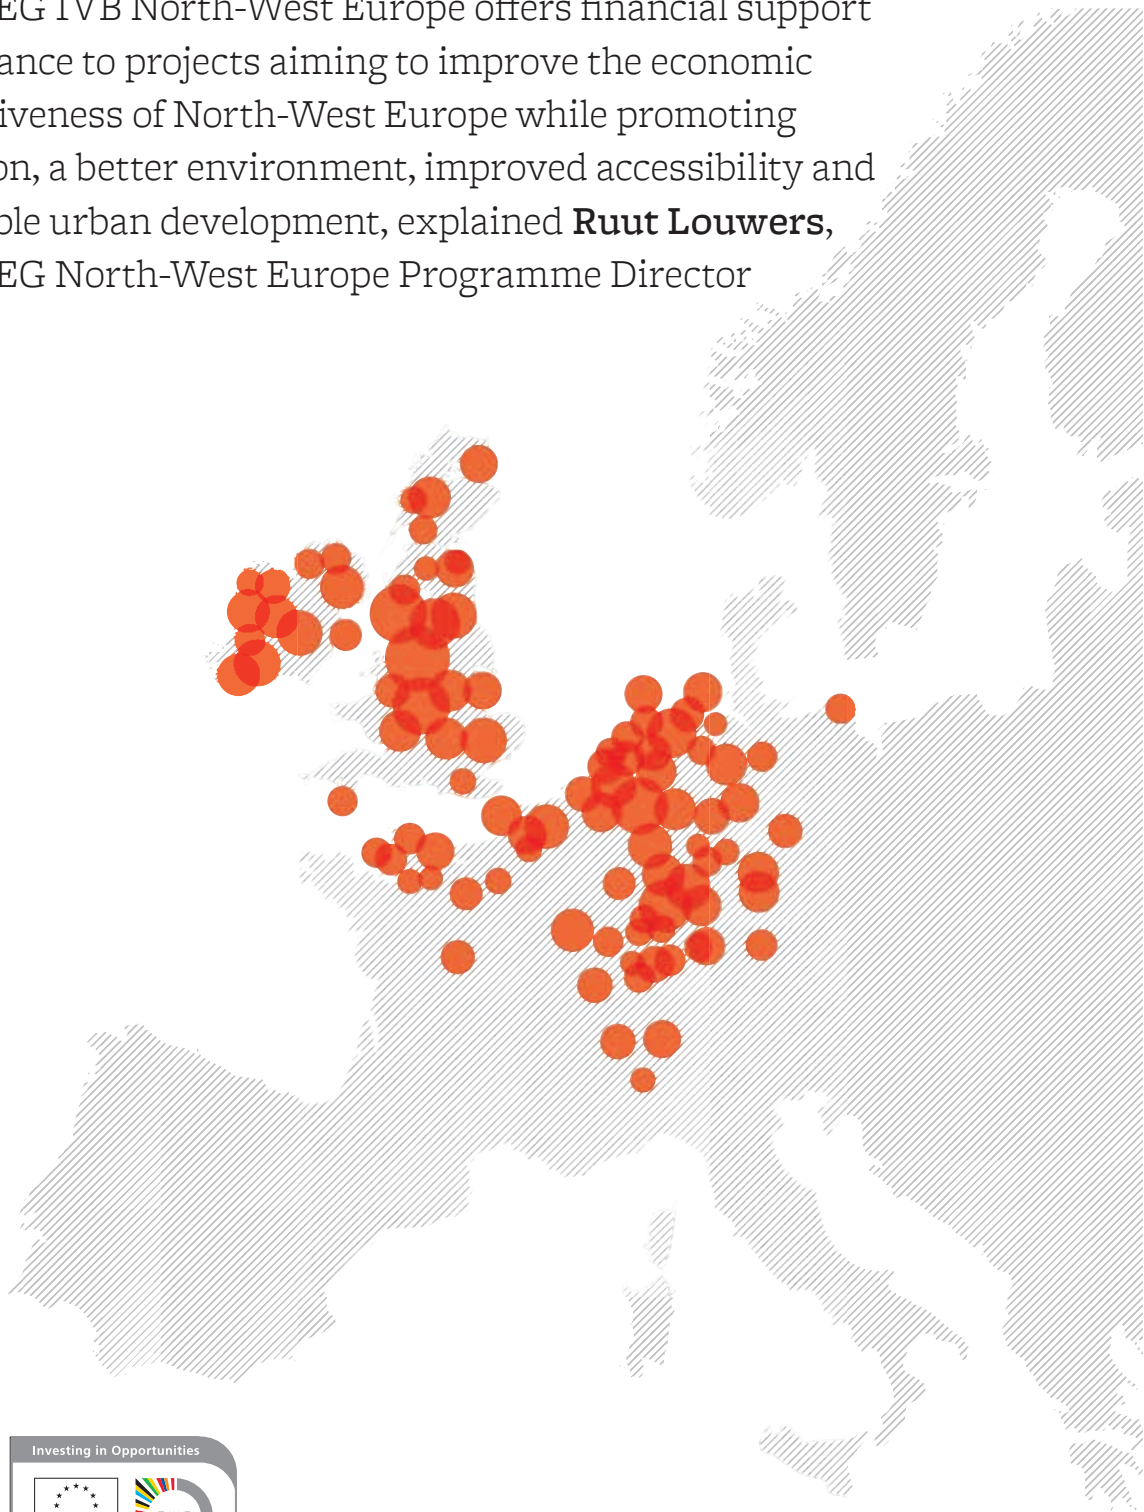 EG IVB North-West Europe offers financial support
ance to projects aiming to improve the economic
iveness of North-West Europe while promoting
on, a better environment, improved accessibility and
ble urban development, explained Ruut Louwers,
EG North-West Europe Programme Director
Investing in Opportunities